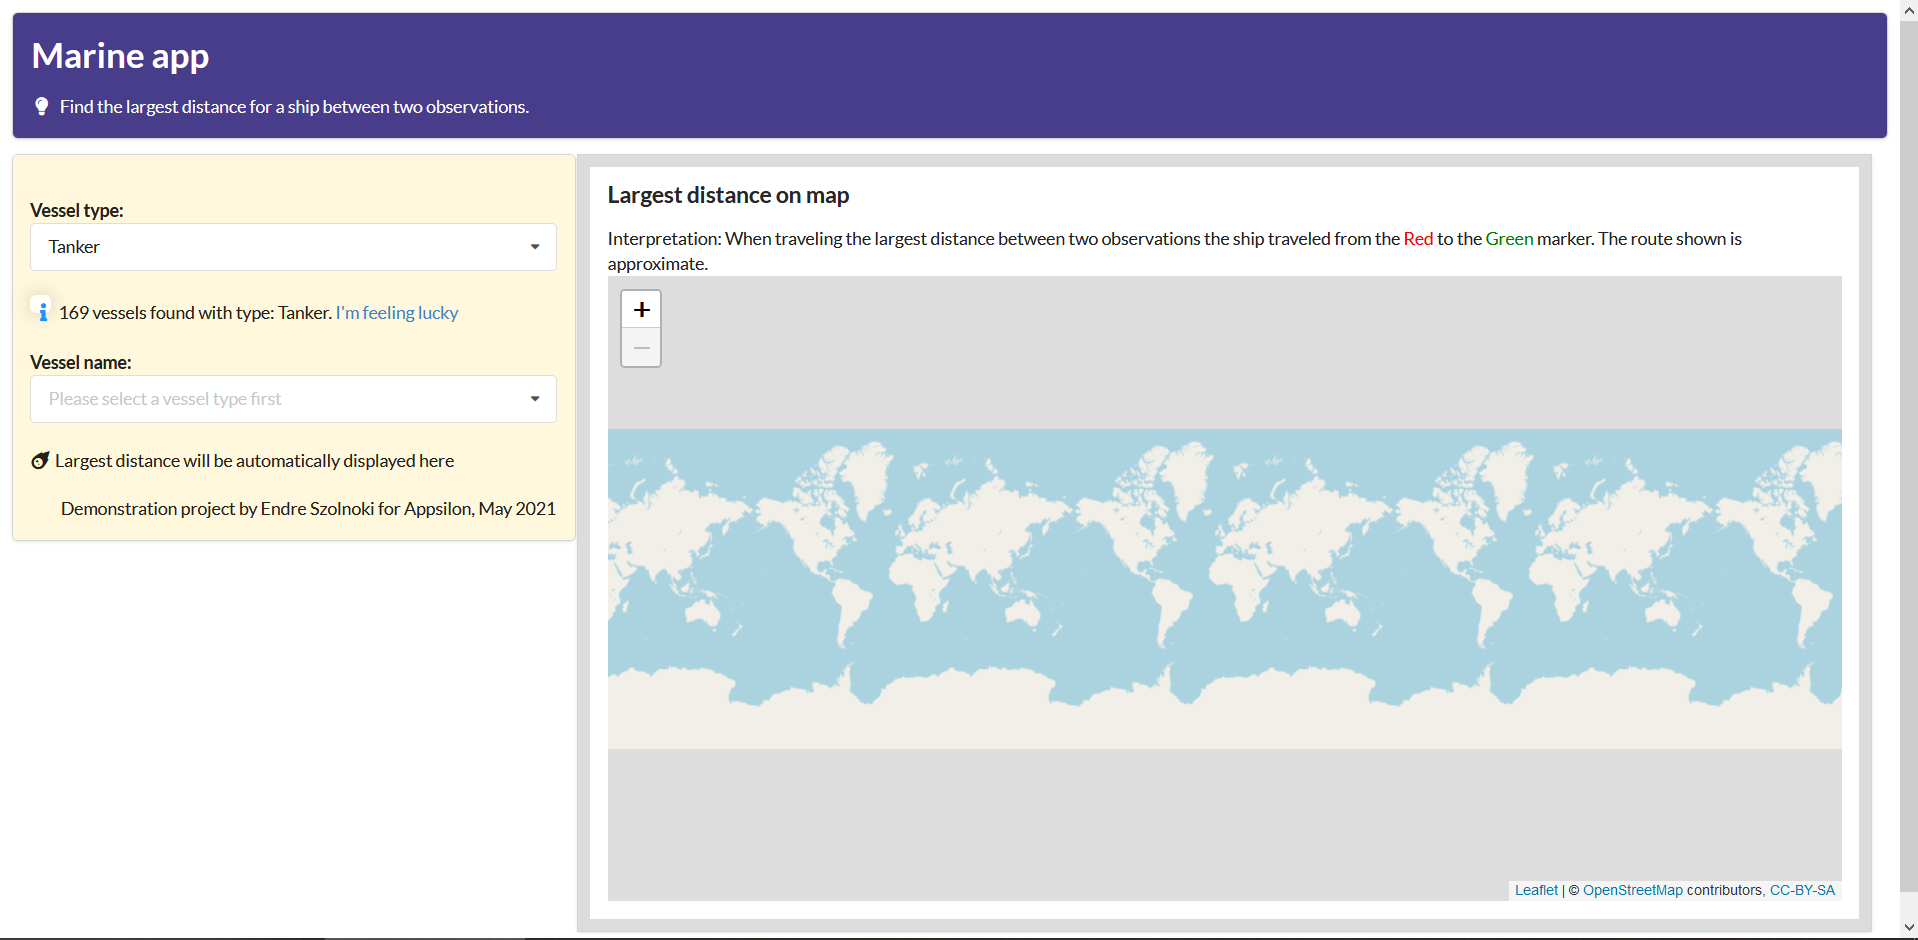 Marine app
Find the largest distance for a ship between two observations.
Vessel type:
Tanker
169 vessels found with type: Tanker. I'm feeling lucky
Vessel name:
Please select a vessel type first
Largest distance will be automatically displayed here
Demonstration project by Endre Szolnoki for Appsilon, May 2021
Largest distance on map
Interpretation: When traveling the largest distance between two observations the ship traveled from the Red to the Green marker. The route shown is
approximate.
+
−
Leaflet | © OpenStreetMap contributors, CC-BY-SA